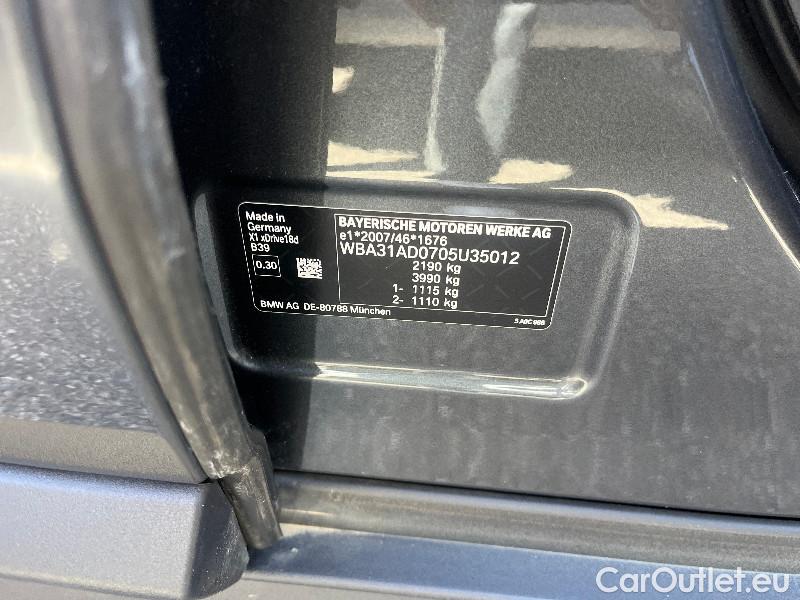 Made in
Germany
X1 xDrive18d
B39
0.30
BMW AG DE-80788 München
BAYERISCHE MOTOREN WERKE AG
e1*2007/46*1676
WBA31AD0705U35012
2190 kg
3990 kg
1- 1115 kg
2- 1110 kg
CarOutlet.eu